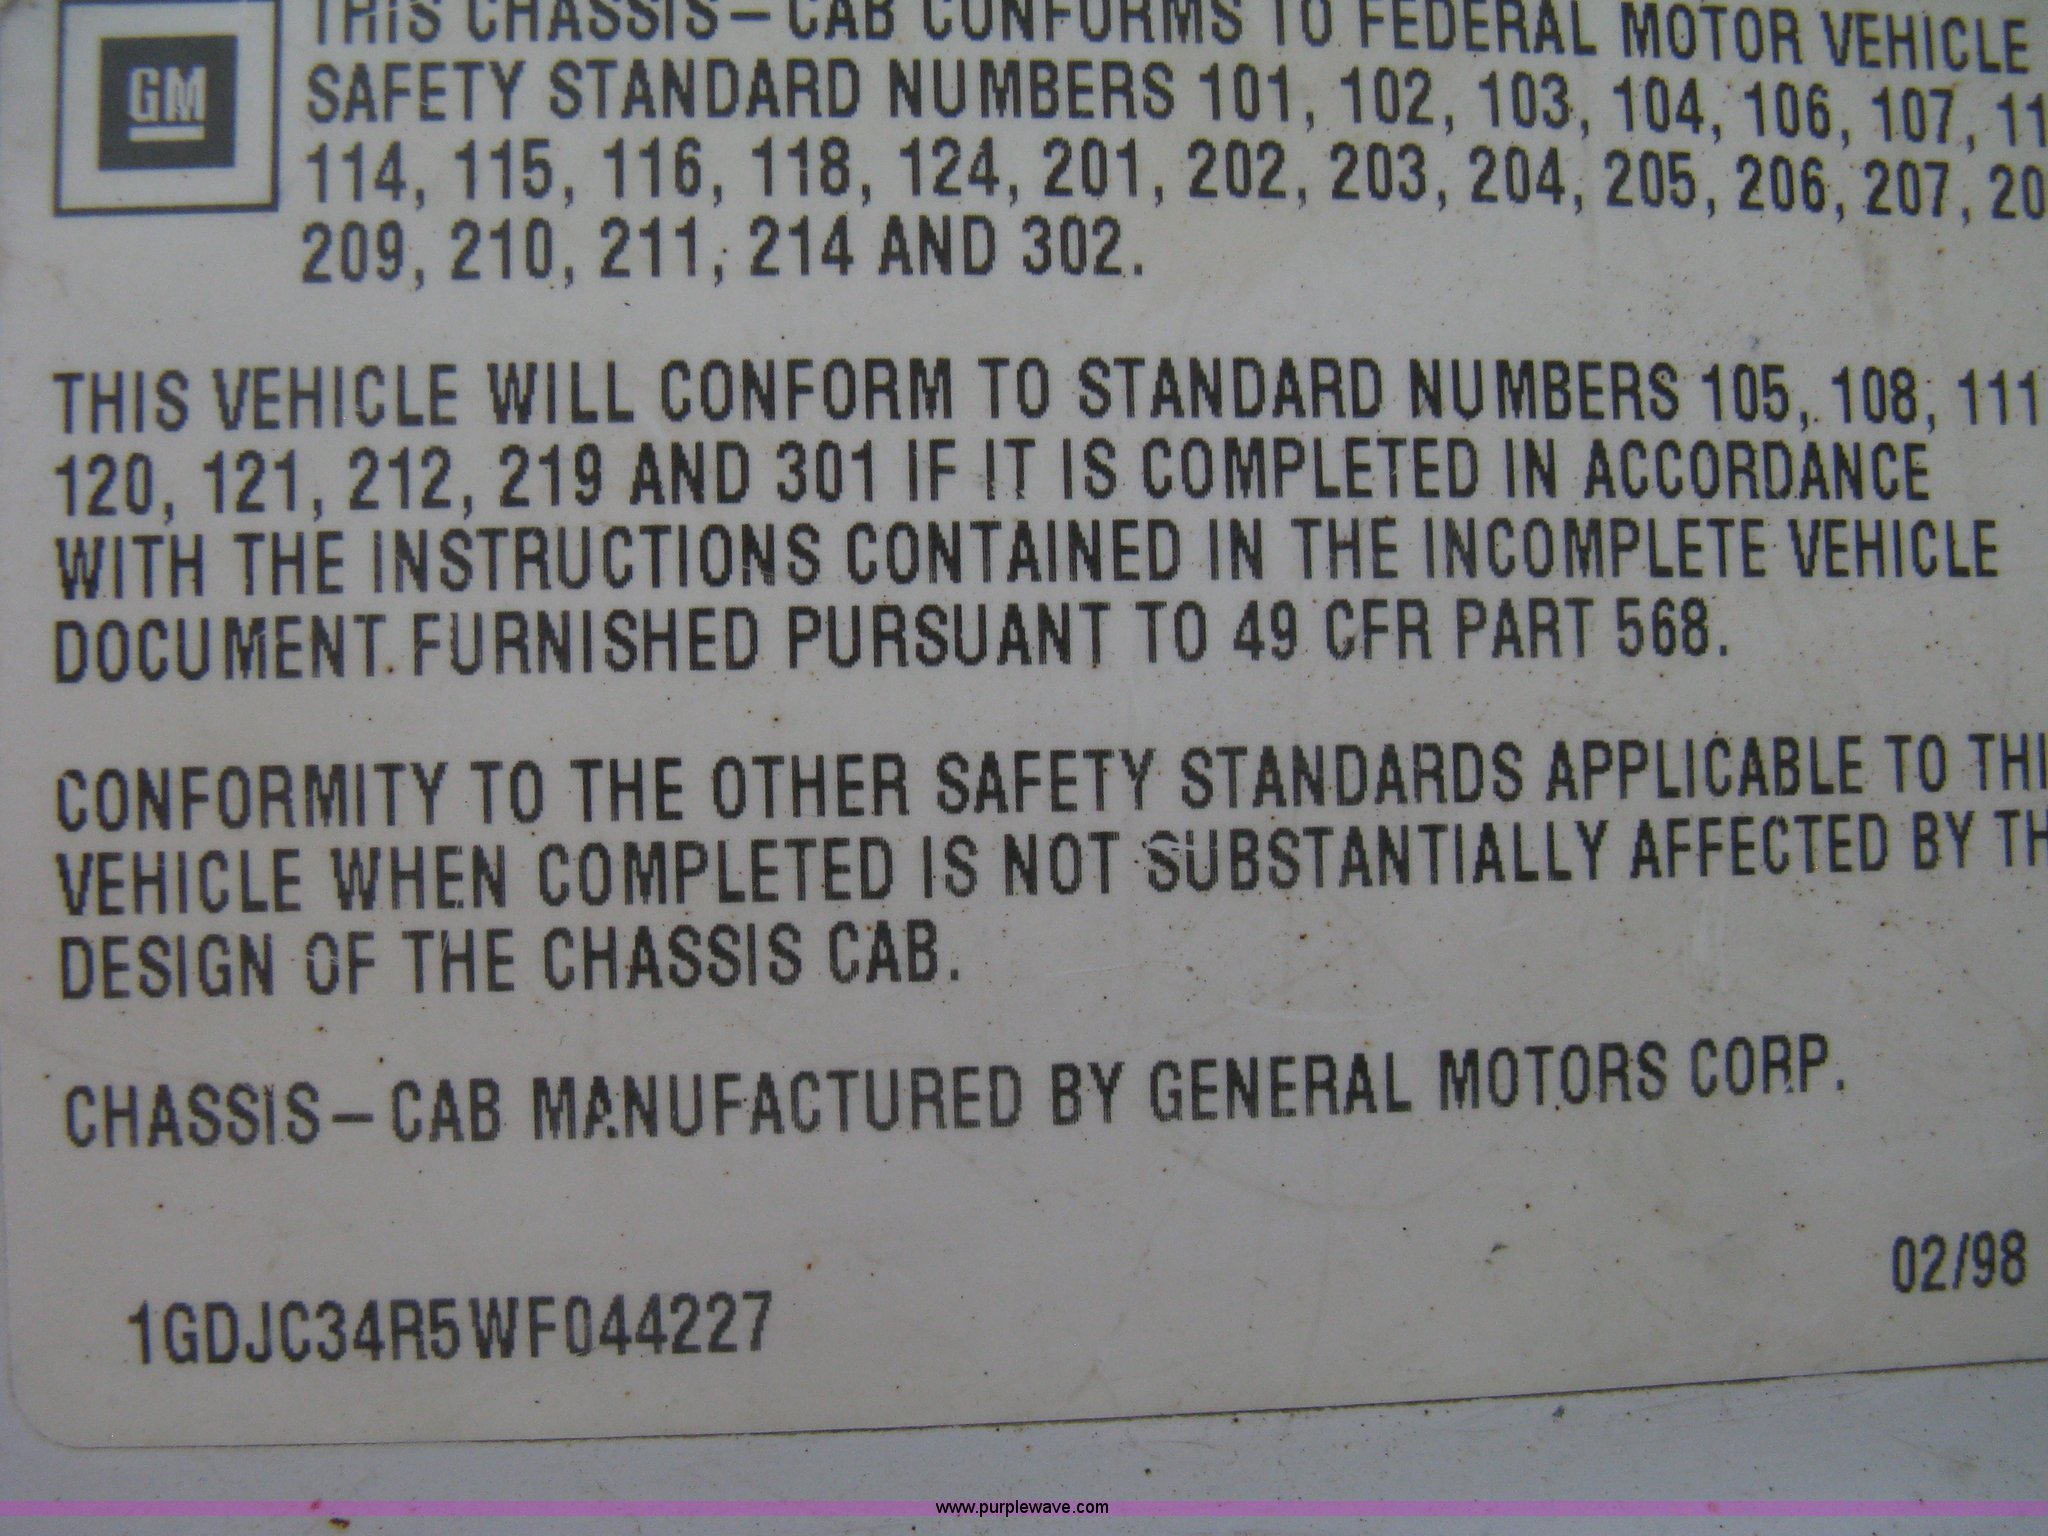 GM
THIS CHASSIS – CAB CONFORMS TO FEDERAL MOTOR VEHICLE
SAFETY STANDARD NUMBERS 101, 102, 103, 104, 106, 107, 11
114, 115, 116, 118, 124, 201, 202, 203, 204, 205, 206, 207, 20
209, 210, 211, 214 AND 302.
THIS VEHICLE WILL CONFORM TO STANDARD NUMBERS 105, 108, 111
120, 121, 212, 219 AND 301 IF IT IS COMPLETED IN ACCORDANCE
WITH THE INSTRUCTIONS CONTAINED IN THE INCOMPLETE VEHICLE
DOCUMENT FURNISHED PURSUANT TO 49 CFR PART 568.
CONFORMITY TO THE OTHER SAFETY STANDARDS APPLICABLE TO THI
VEHICLE WHEN COMPLETED IS NOT SUBSTANTIALLY AFFECTED BY TH
DESIGN OF THE CHASSIS CAB.
CHASSIS – CAB MANUFACTURED BY GENERAL MOTORS CORP.
02/98
1GDJC34R5WF044227
www.purplewave.com